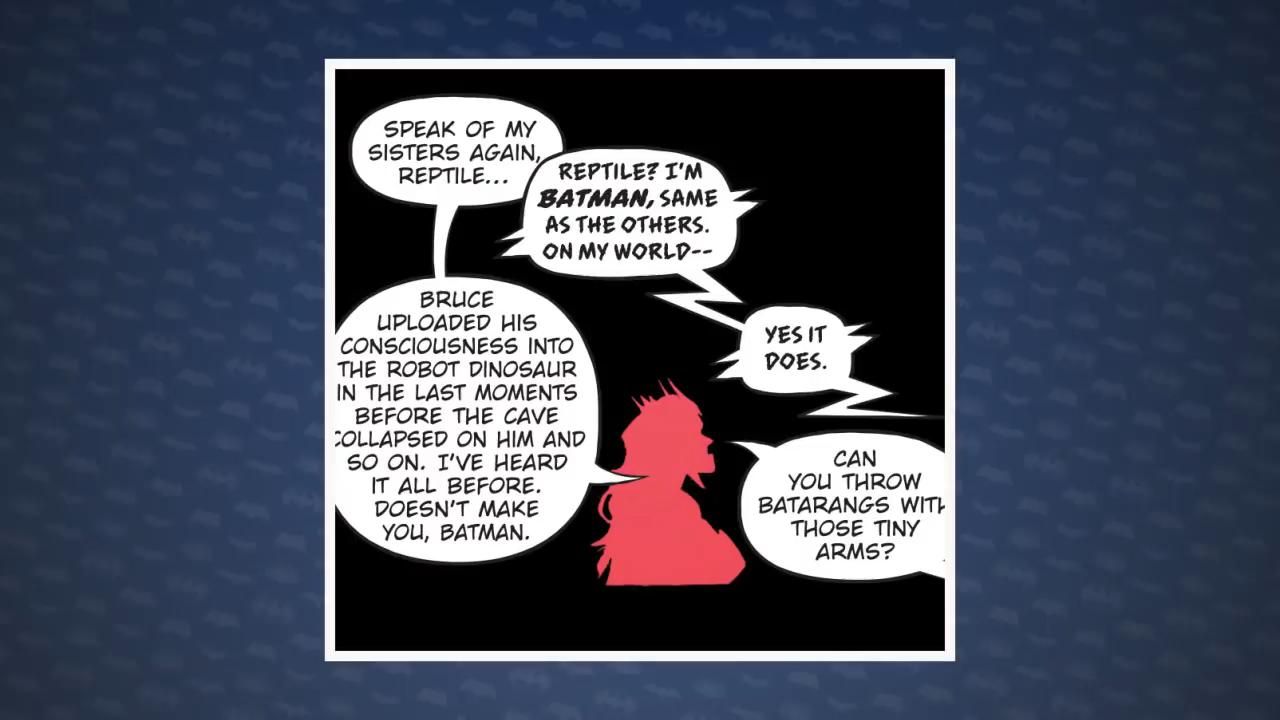 SPEAK OF MY
SISTERS AGAIN,
REPTILE...
REPTILE? I'M
BATMAN, SAME
AS THE OTHERS.
ON MY WORLD--
BRUCE
UPLOADED HIS
CONSCIOUSNESS INTO
THE ROBOT DINOSAUR
IN THE LAST MOMENTS
BEFORE THE CAVE
COLLAPSED ON HIM AND
SO ON. I'VE HEARD
IT ALL BEFORE.
DOESN'T MAKE
YOU, BATMAN.
YES IT
DOES.
CAN
YOU THROW
BATARANGS WITH
THOSE TINY
ARMS?